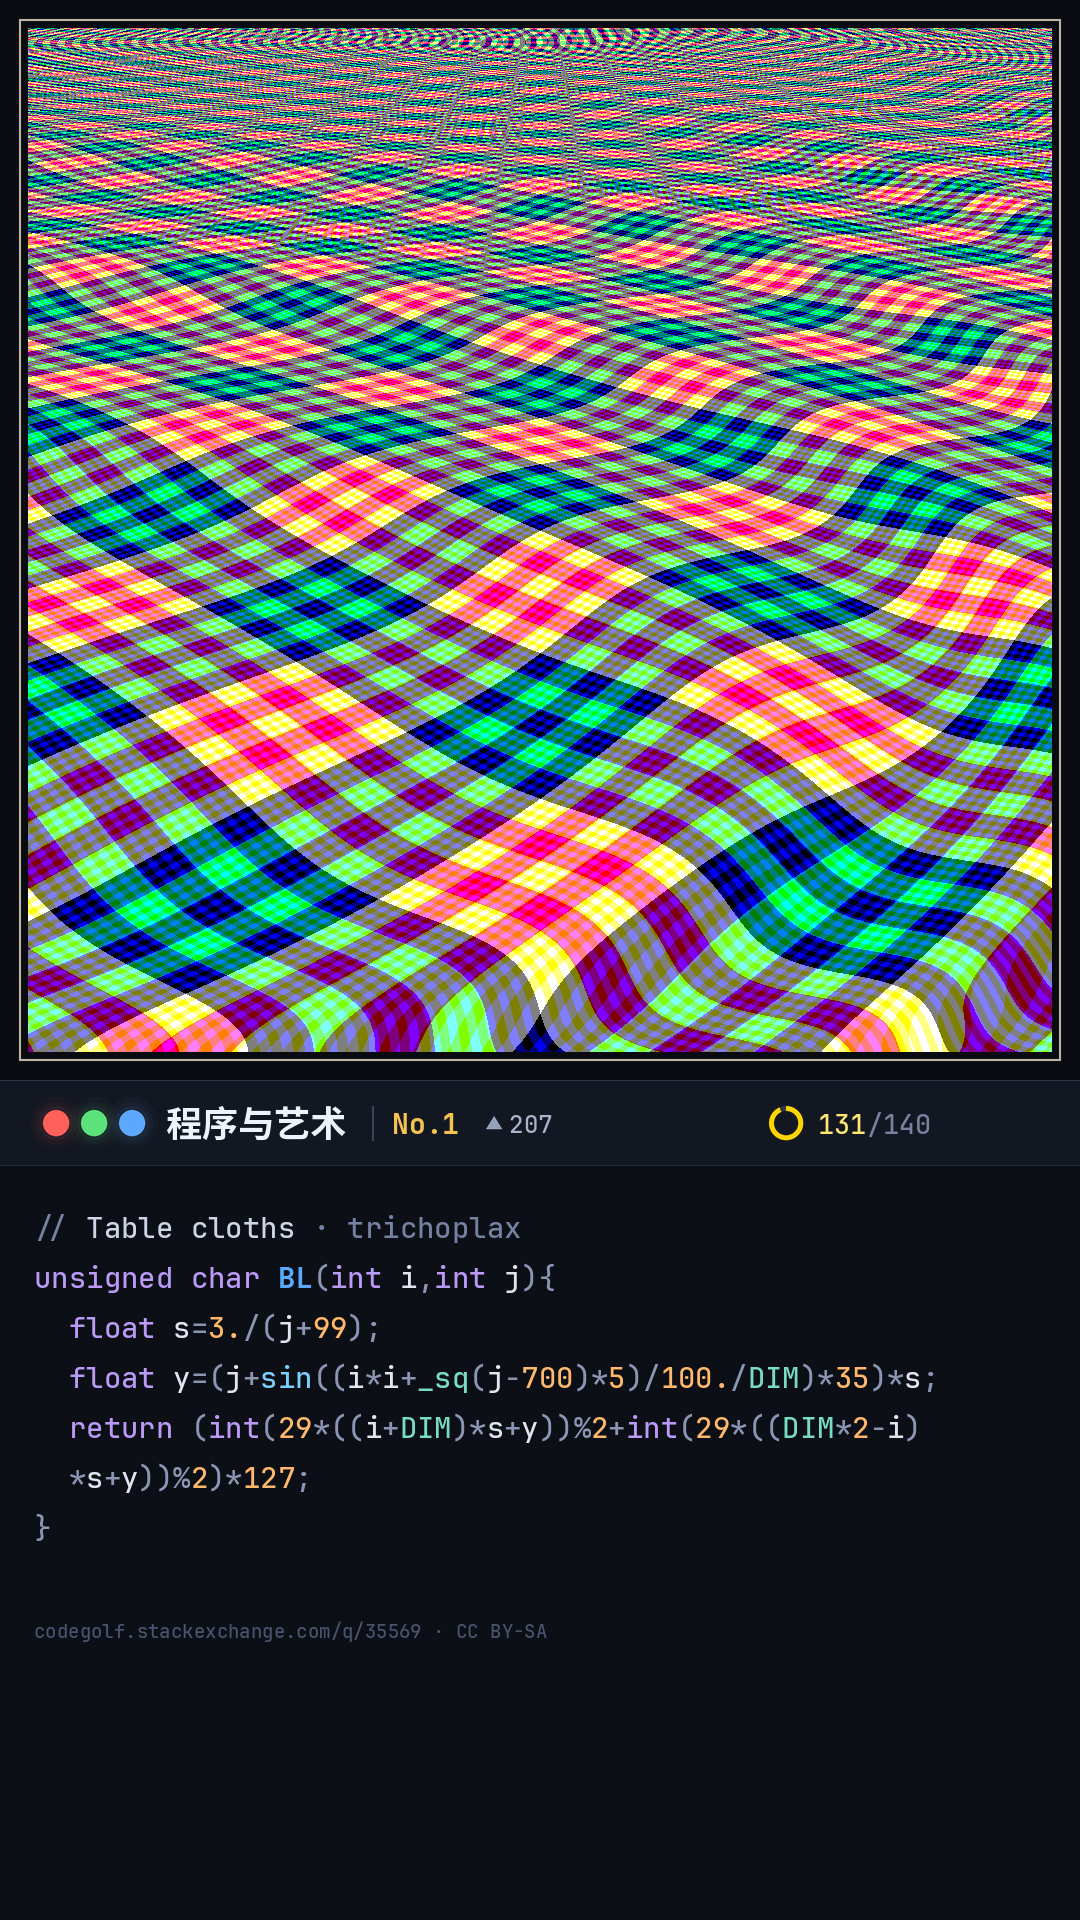 程序与艺术 No.1 ▲207 131/140
// Table cloths · trichoplax
unsigned char BL(int i,int j){
  float s=3./(j+99);
  float y=(j+sin((i*i+_sq(j-700)*5)/100./DIM)*35)*s;
  return (int(29*((i+DIM)*s+y))%2+int(29*((DIM*2-i)
  *s+y))%2)*127;
}
codegolf.stackexchange.com/q/35569 · CC BY-SA